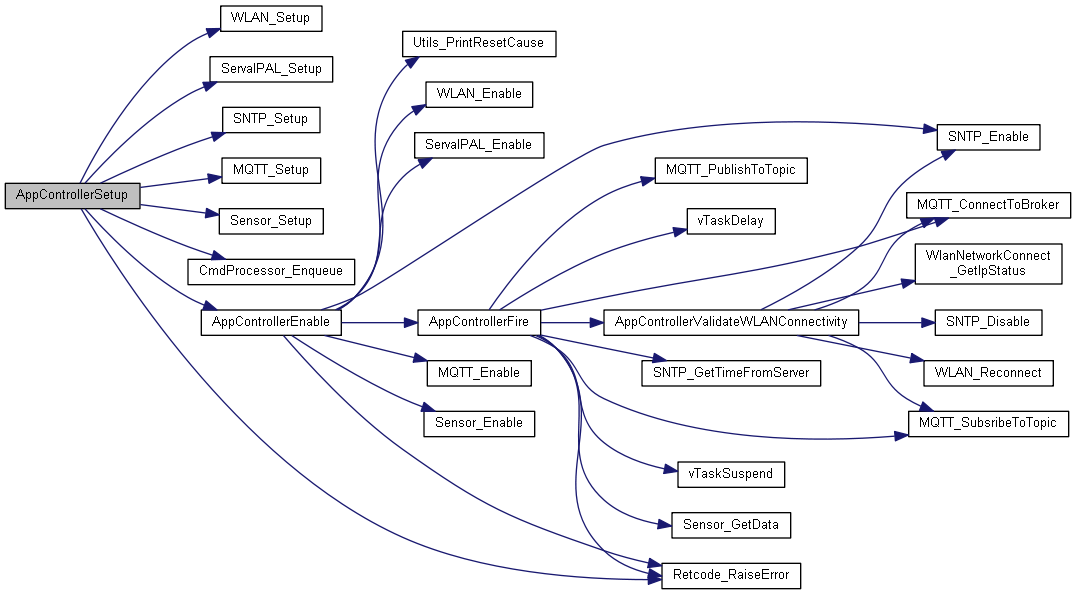 AppControllerSetup
WLAN_Setup
ServalPAL_Setup
SNTP_Setup
MQTT_Setup
Sensor_Setup
CmdProcessor_Enqueue
AppControllerEnable
Utils_PrintResetCause
WLAN_Enable
ServalPAL_Enable
AppControllerFire
MQTT_Enable
Sensor_Enable
MQTT_PublishToTopic
vTaskDelay
AppControllerValidateWLANConnectivity
SNTP_GetTimeFromServer
vTaskSuspend
Sensor_GetData
Retcode_RaiseError
SNTP_Enable
MQTT_ConnectToBroker
WlanNetworkConnect
_GetIpStatus
SNTP_Disable
WLAN_Reconnect
MQTT_SubsribeToTopic